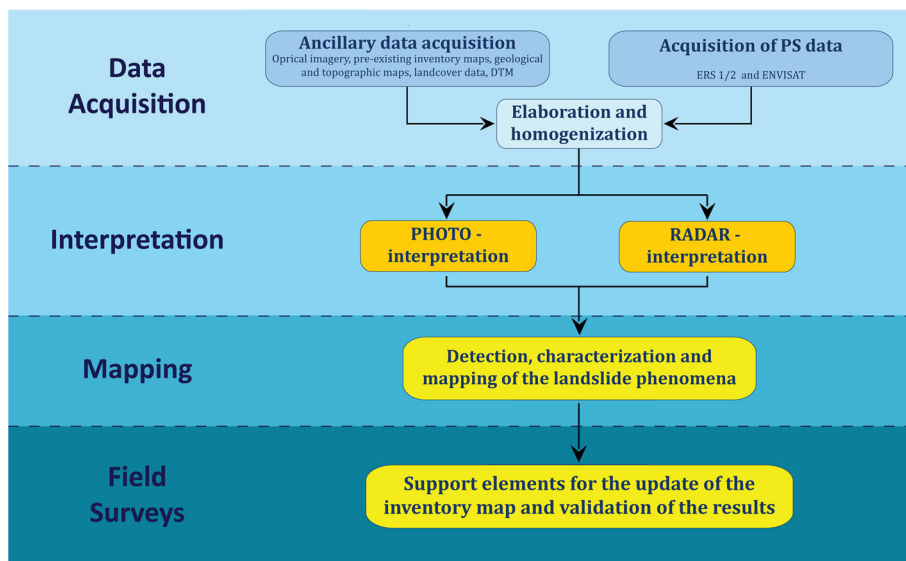 Data
Acquisition
Ancillary data acquisition
Oprical imagery, pre-existing inventory maps, geological
and topographic maps, landcover data, DTM
Acquisition of PS data
ERS 1/2 and ENVISAT
Elaboration and
homogenization
Interpretation
PHOTO -
interpretation
RADAR -
interpretation
Mapping
Detection, characterization and
mapping of the landslide phenomena
Field
Surveys
Support elements for the update of the
inventory map and validation of the results